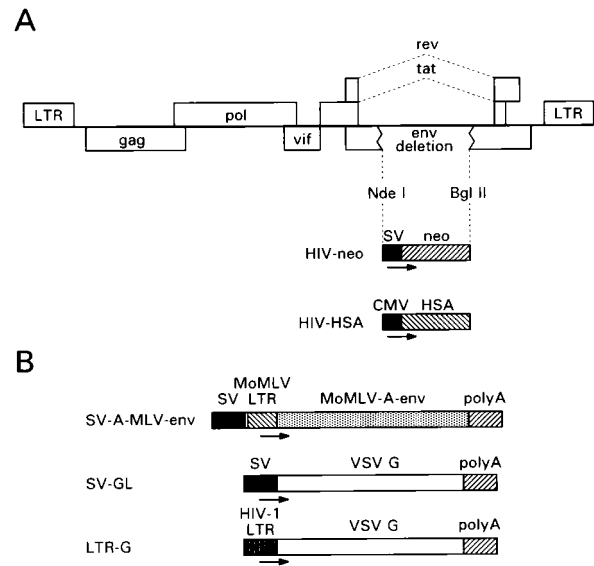 A
rev
tat
LTR
pol
LTR
gag
vif
env
deletion
Nde I
Bgl II
SV neo
HIV-neo
CMV HSA
HIV-HSA
B
MoMLV
SV LTR MoMLV-A-env polyA
SV-A-MLV-env
SV VSV G polyA
SV-GL
HIV-1
LTR VSV G polyA
LTR-G